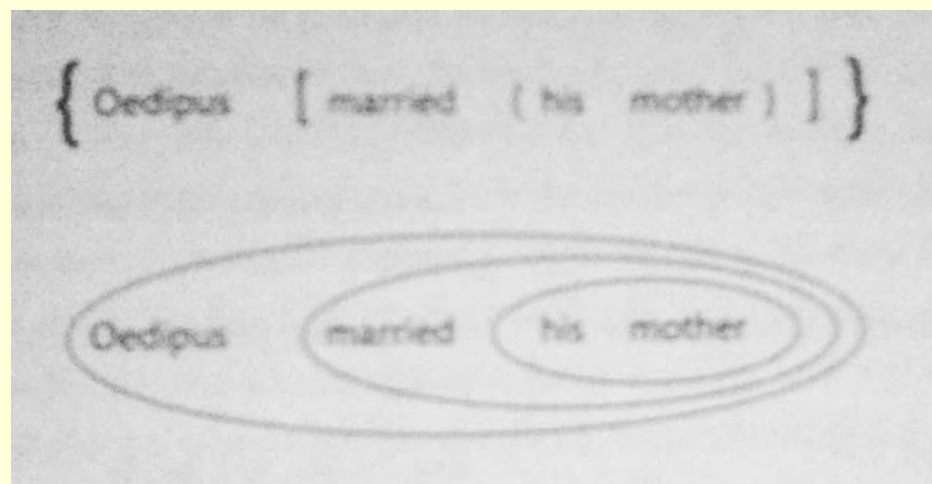 { Oedipus [ married ( his mother ) ] }
Oedipus married his mother